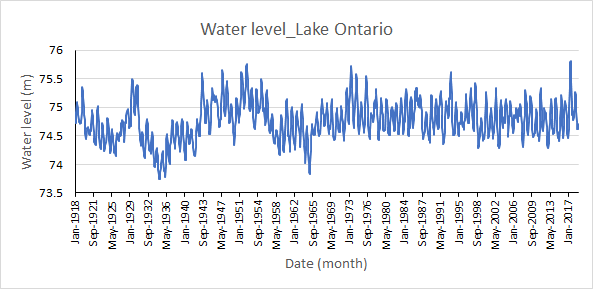 Water level_Lake Ontario
Water level (m)
76
75.5
75
74.5
74
73.5
Jan-1918
Sep-1921
May-1925
Jan-1929
Sep-1932
May-1936
Jan-1940
Sep-1943
May-1947
Jan-1951
Sep-1954
May-1958
Jan-1962
Sep-1965
May-1969
Jan-1973
Sep-1976
May-1980
Jan-1984
Sep-1987
May-1991
Jan-1995
Sep-1998
May-2002
Jan-2006
Sep-2009
May-2013
Jan-2017
Date (month)